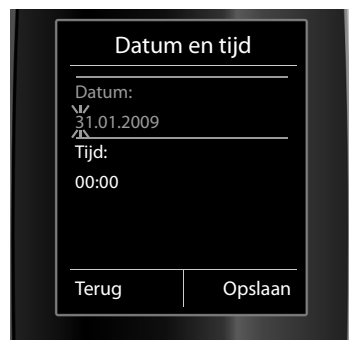 Datum en tijd
Datum:
31.01.2009
Tijd:
00:00
Terug Opslaan